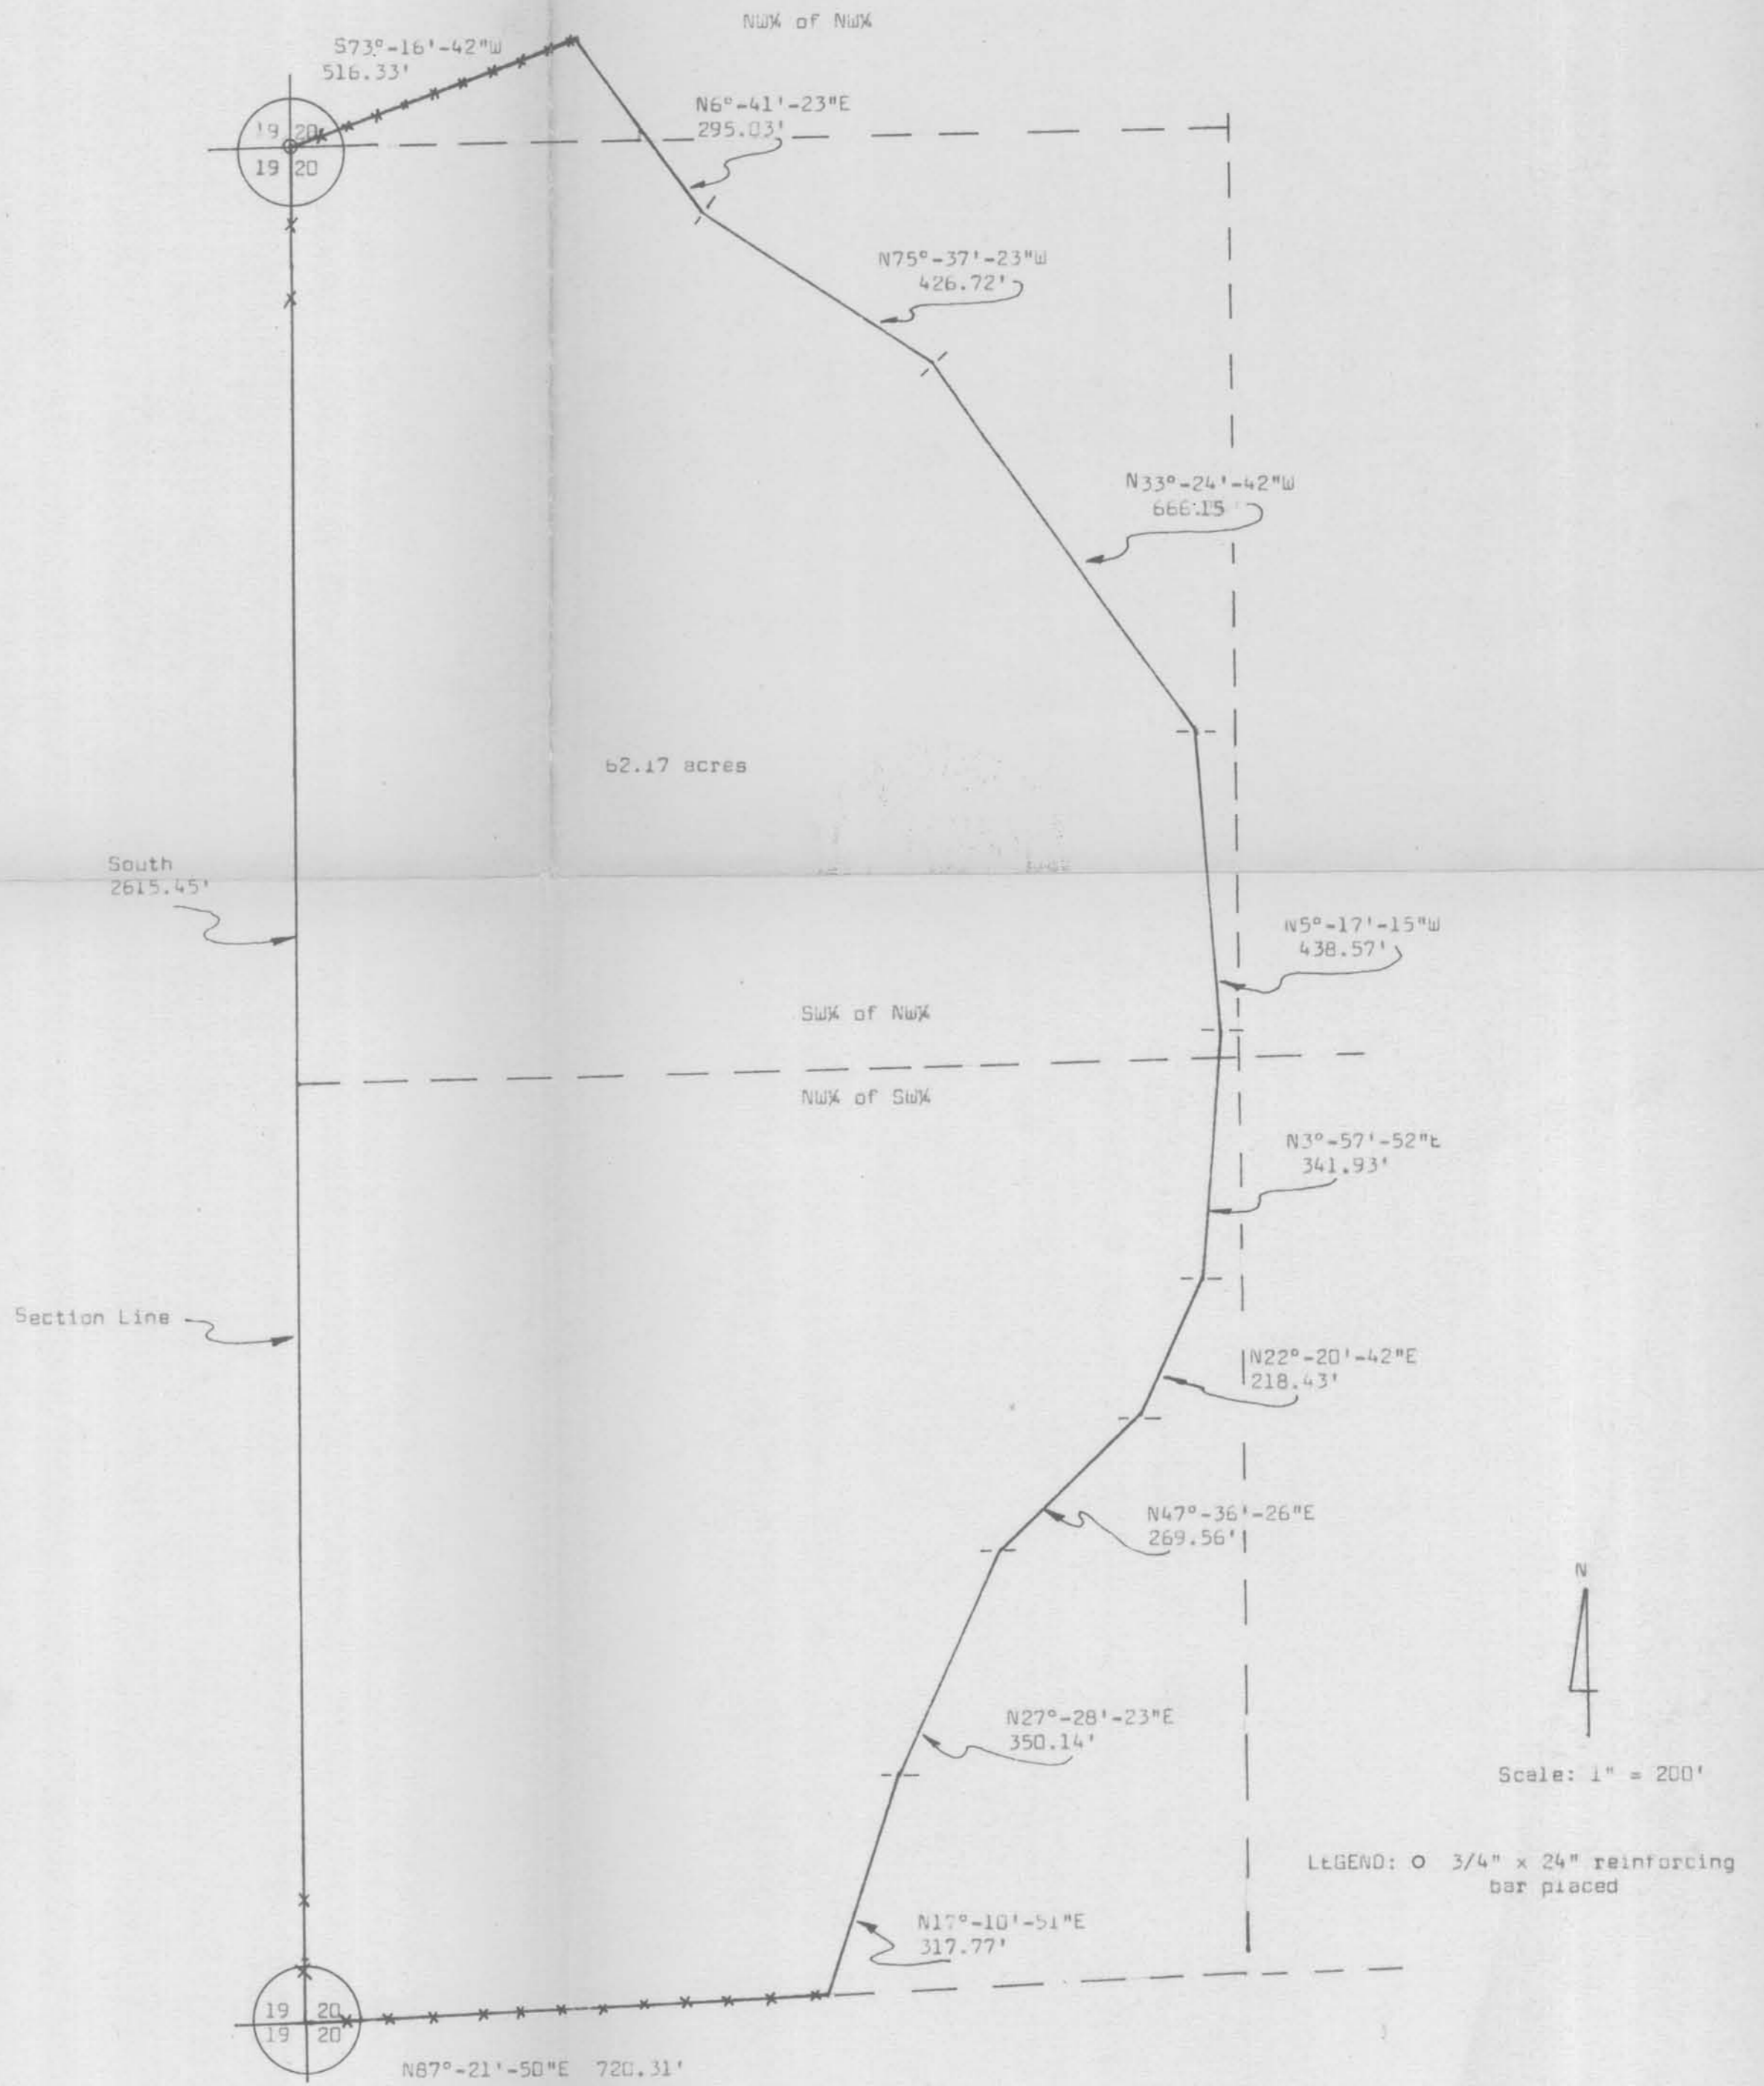 NW¼ of NW¼
S73°-16'-42"W
516.33'
N6°-41'-23"E
295.03'
19 20
19 20
N75°-37'-23"W
426.72'
N33°-24'-42"W
666.15
62.17 acres
South
2615.45'
N5°-17'-15"W
438.57'
SW¼ of NW¼
NW¼ of SW¼
N3°-57'-52"E
341.93'
Section Line
N22°-20'-42"E
218.43'
N47°-36'-26"E
269.56'
N
N27°-28'-23"E
350.14'
Scale: 1" = 200'
LEGEND: O 3/4" x 24" reinforcing
bar placed
N17°-10'-51"E
317.77'
19 20
19 20
N87°-21'-50"E 720.31'